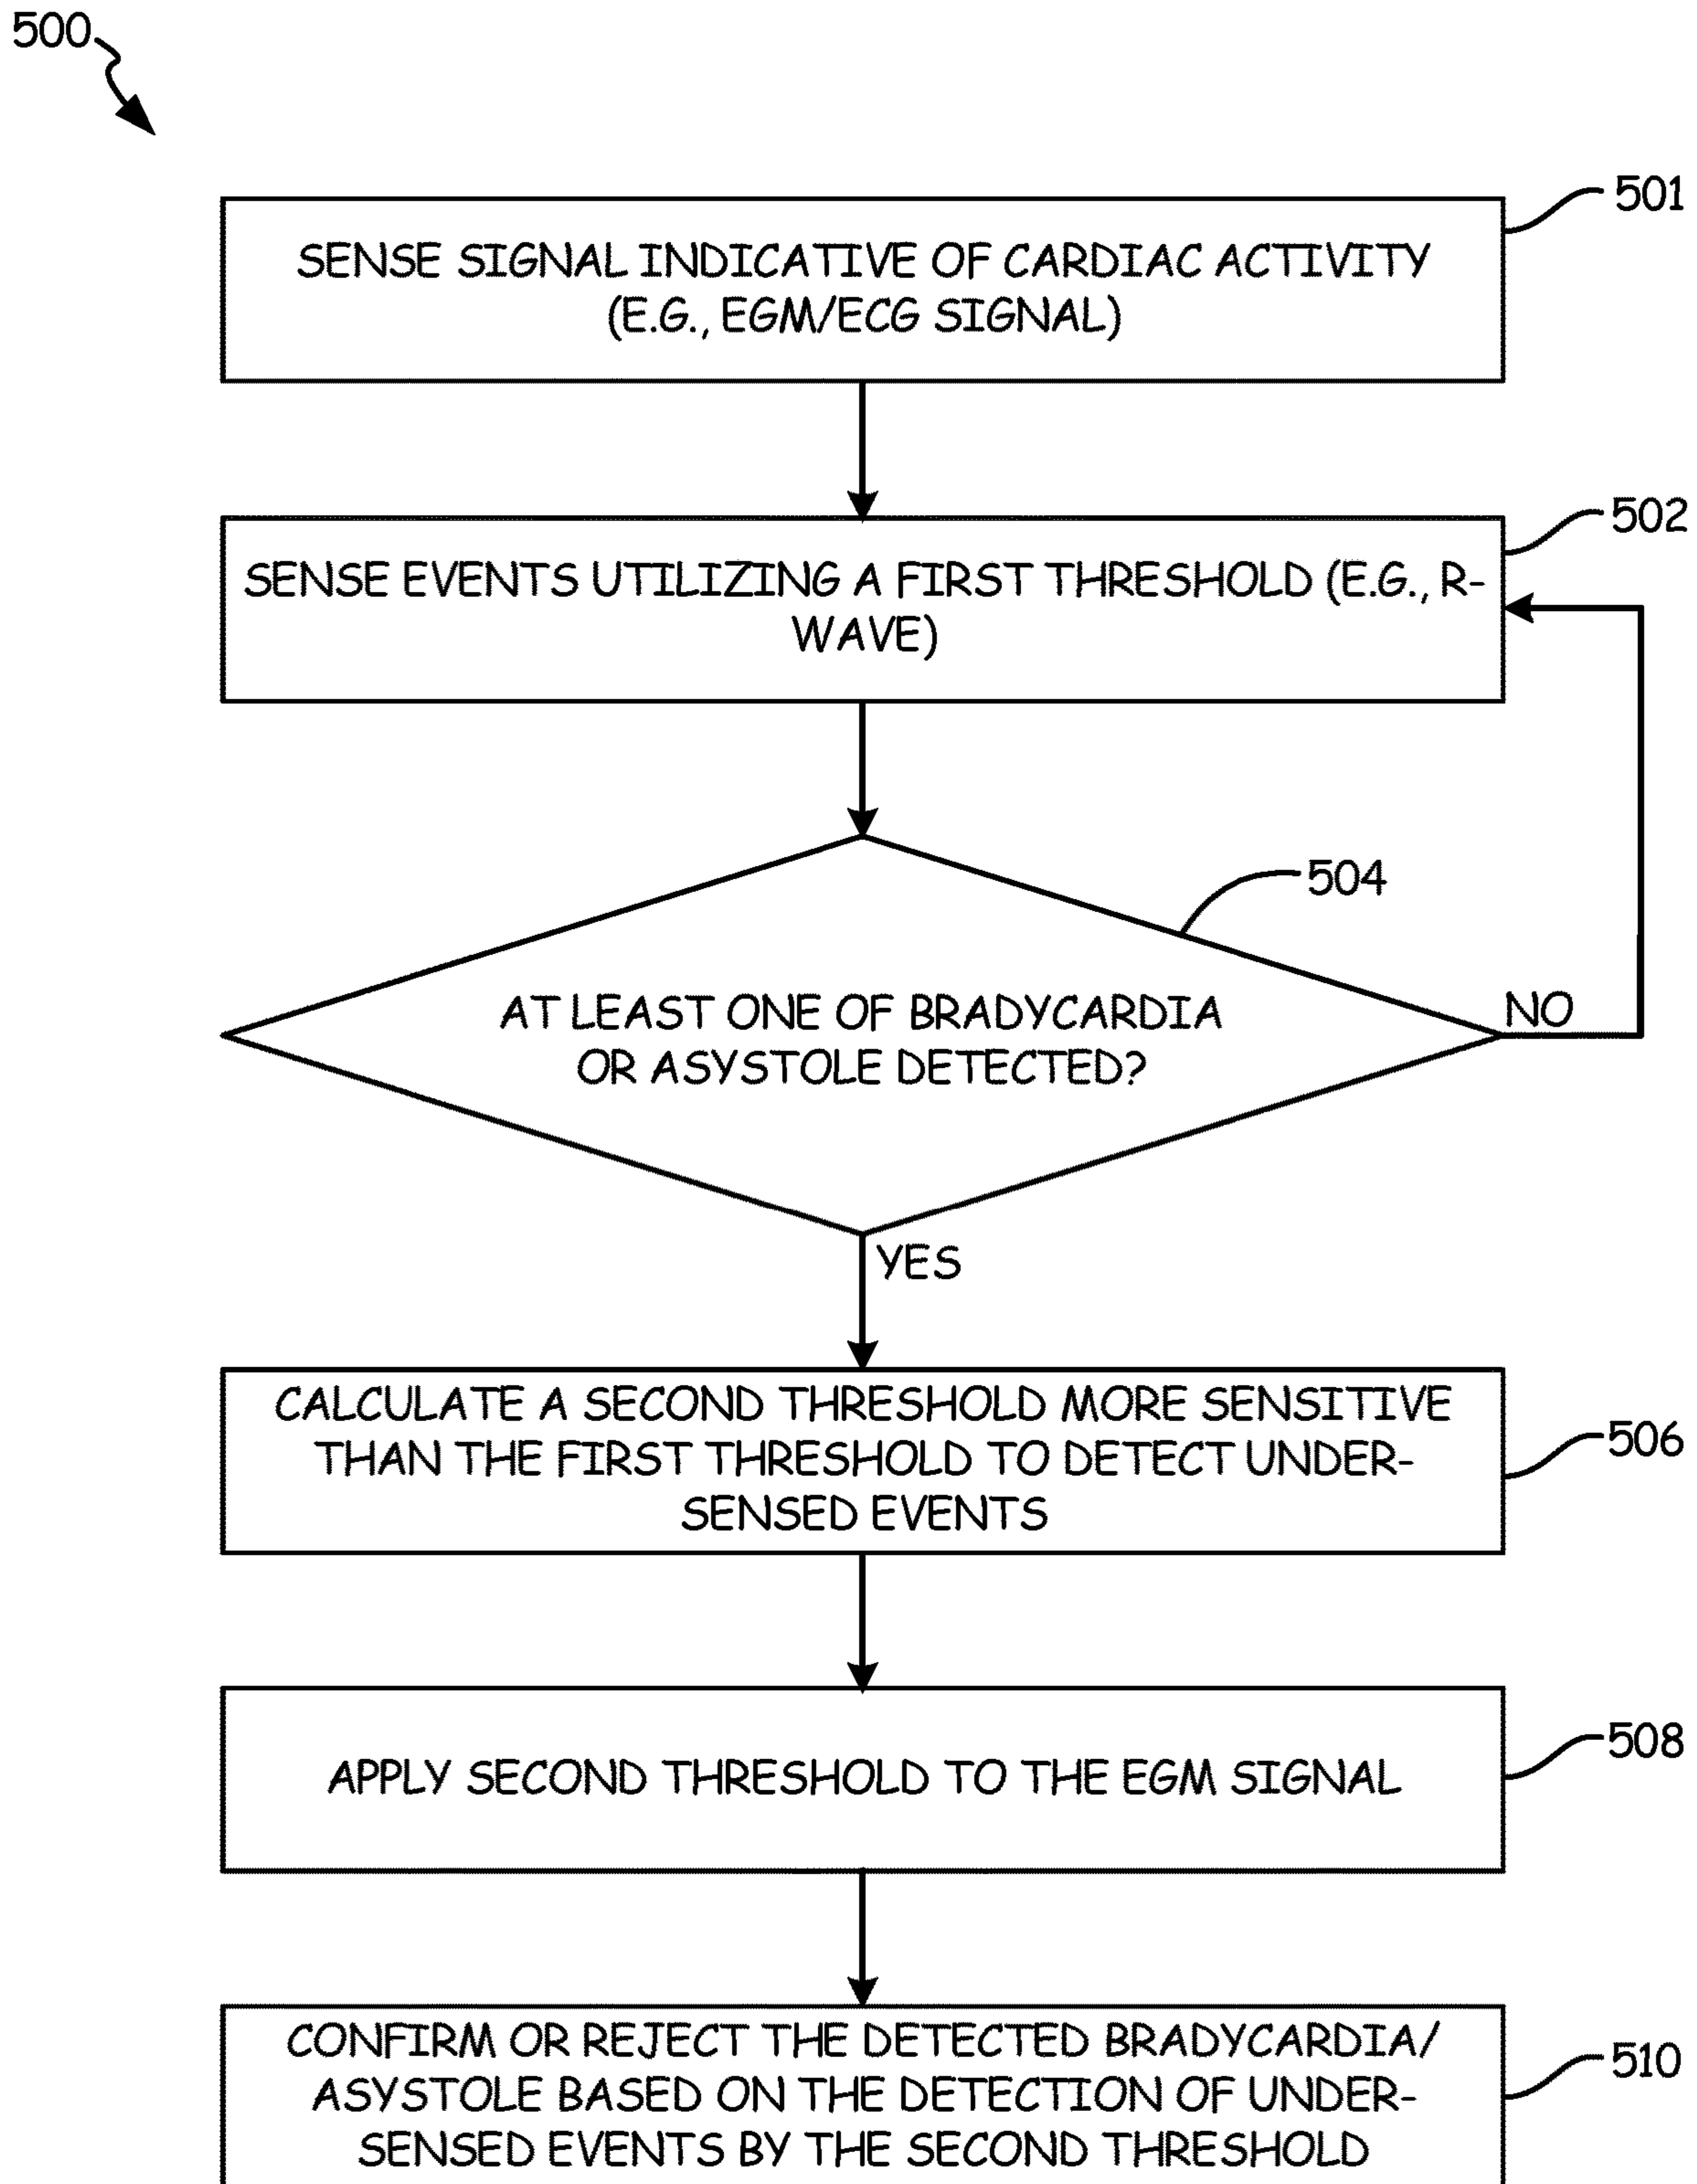 500
501
SENSE SIGNAL INDICATIVE OF CARDIAC ACTIVITY
(E.G., EGM/ECG SIGNAL)
502
SENSE EVENTS UTILIZING A FIRST THRESHOLD (E.G., R-
WAVE)
504
AT LEAST ONE OF BRADYCARDIA
OR ASYSTOLE DETECTED?
NO
YES
CALCULATE A SECOND THRESHOLD MORE SENSITIVE
THAN THE FIRST THRESHOLD TO DETECT UNDER-
SENSED EVENTS
506
APPLY SECOND THRESHOLD TO THE EGM SIGNAL
508
CONFIRM OR REJECT THE DETECTED BRADYCARDIA/
ASYSTOLE BASED ON THE DETECTION OF UNDER-
SENSED EVENTS BY THE SECOND THRESHOLD
510